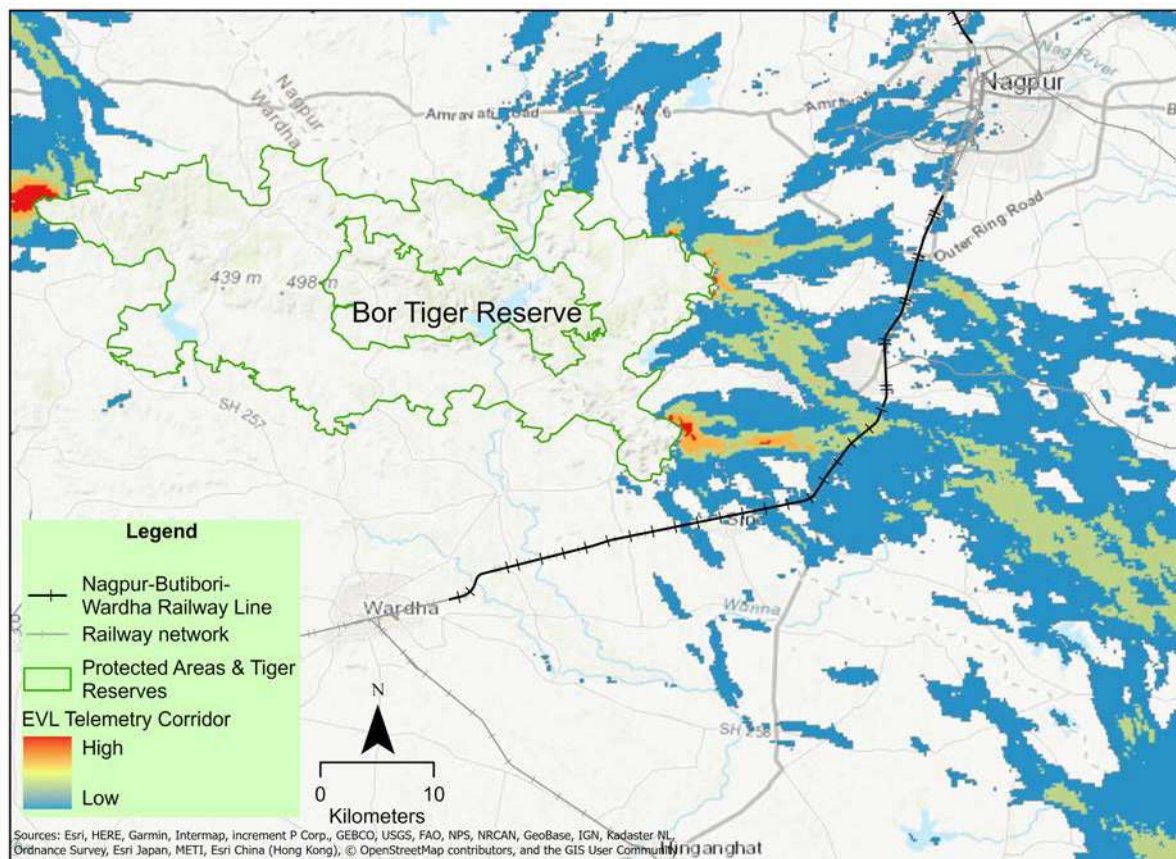 Nag River
Nagpur
Nagpur
Wardha
Amravati Road
Amravati
Outer Ring Road
439 m
498 m
Bor Tiger Reserve
SH 257
Legend
Nagpur-Butibori-
Wardha Railway Line
Railway network
Protected Areas & Tiger
Reserves
EVL Telemetry Corridor
High
Low
Wardha
Wunna
N
SH 258
0 10
Kilometers
Sources: Esri, HERE, Garmin, Intermap, increment P Corp., GEBCO, USGS, FAO, NPS, NRCAN, GeoBase, IGN, Kadaster NL,
Ordnance Survey, Esri Japan, METI, Esri China (Hong Kong), © OpenStreetMap contributors, and the GIS User Community
Hinganghat